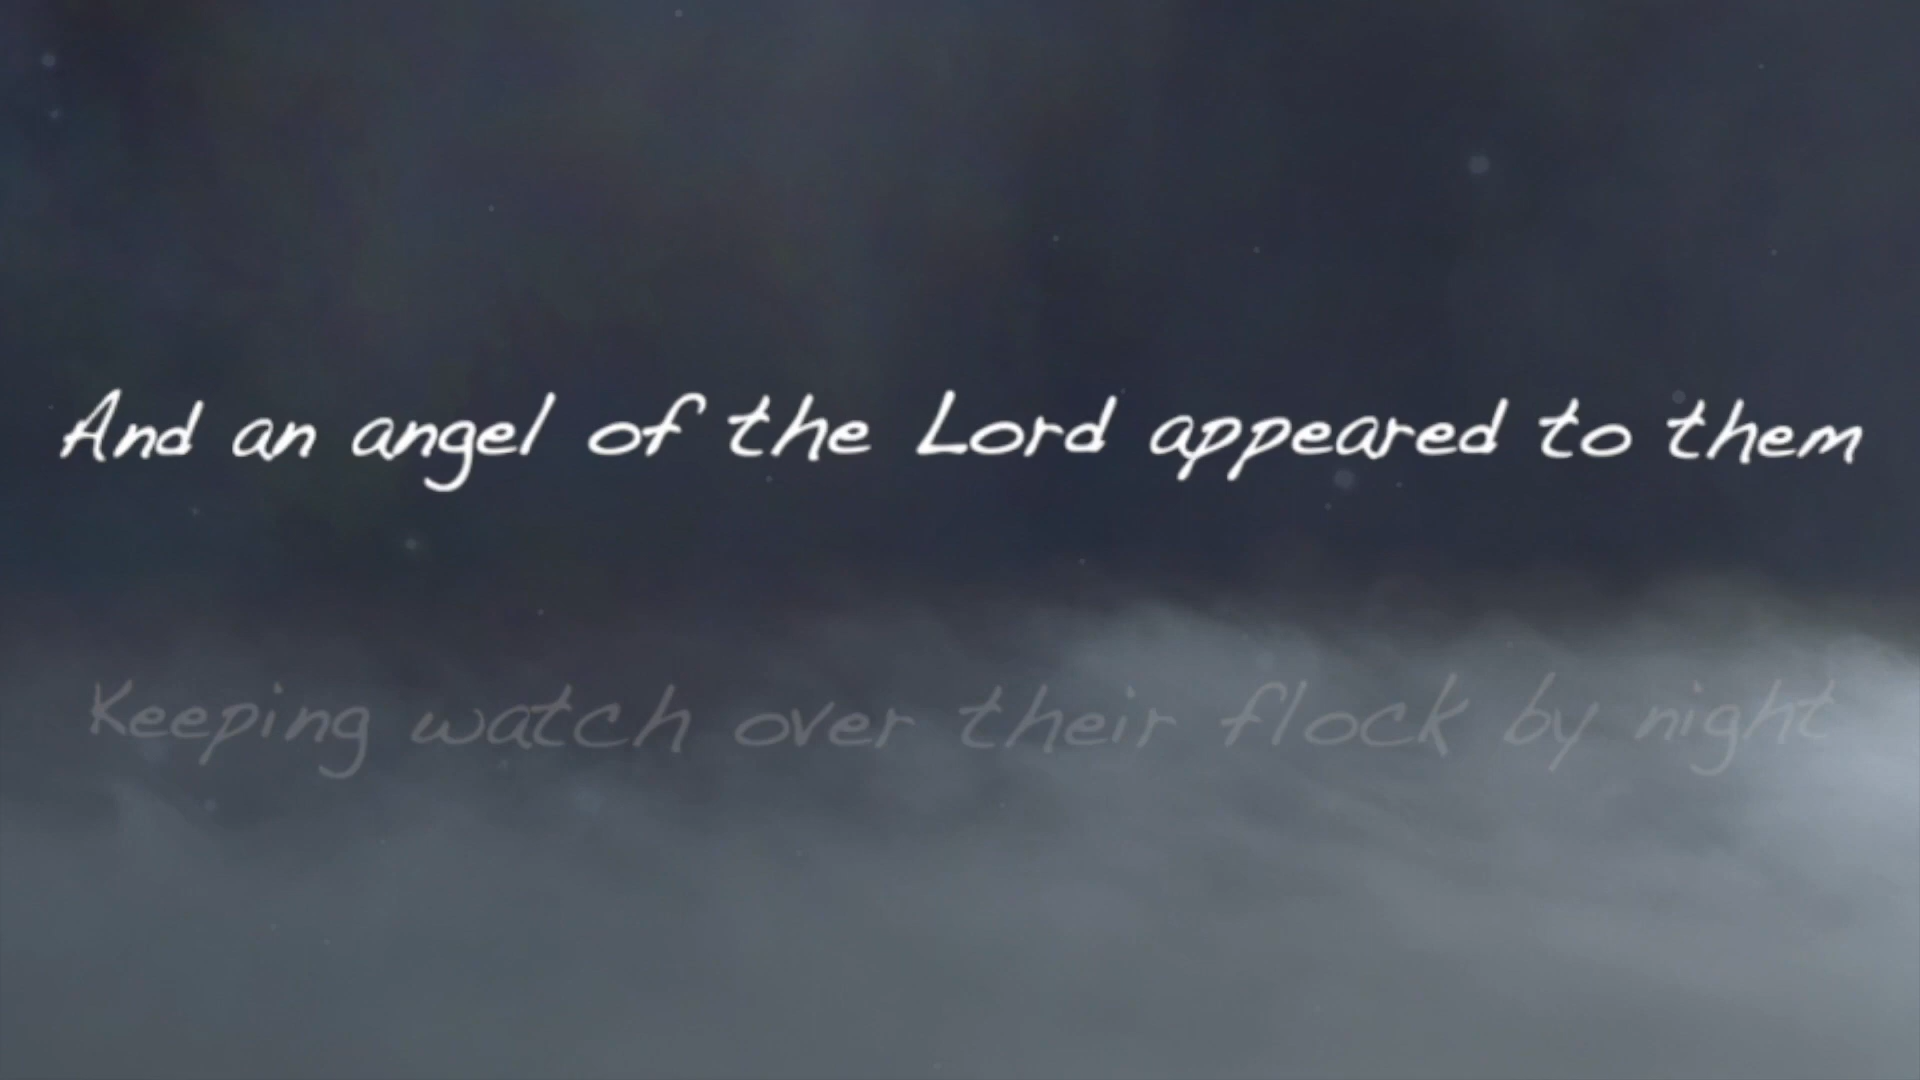 And an angel of the Lord appeared to them
Keeping watch over their flock by night